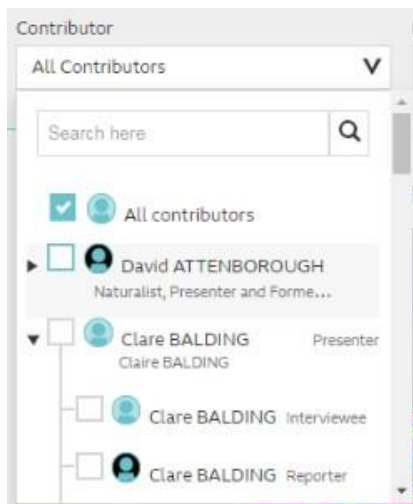 Contributor
All Contributors
Search here
All contributors
David ATTENBOROUGH
Naturalist, Presenter and Forme...
Clare BALDING Presenter
Claire BALDING
Clare BALDING Interviewee
Clare BALDING Reporter